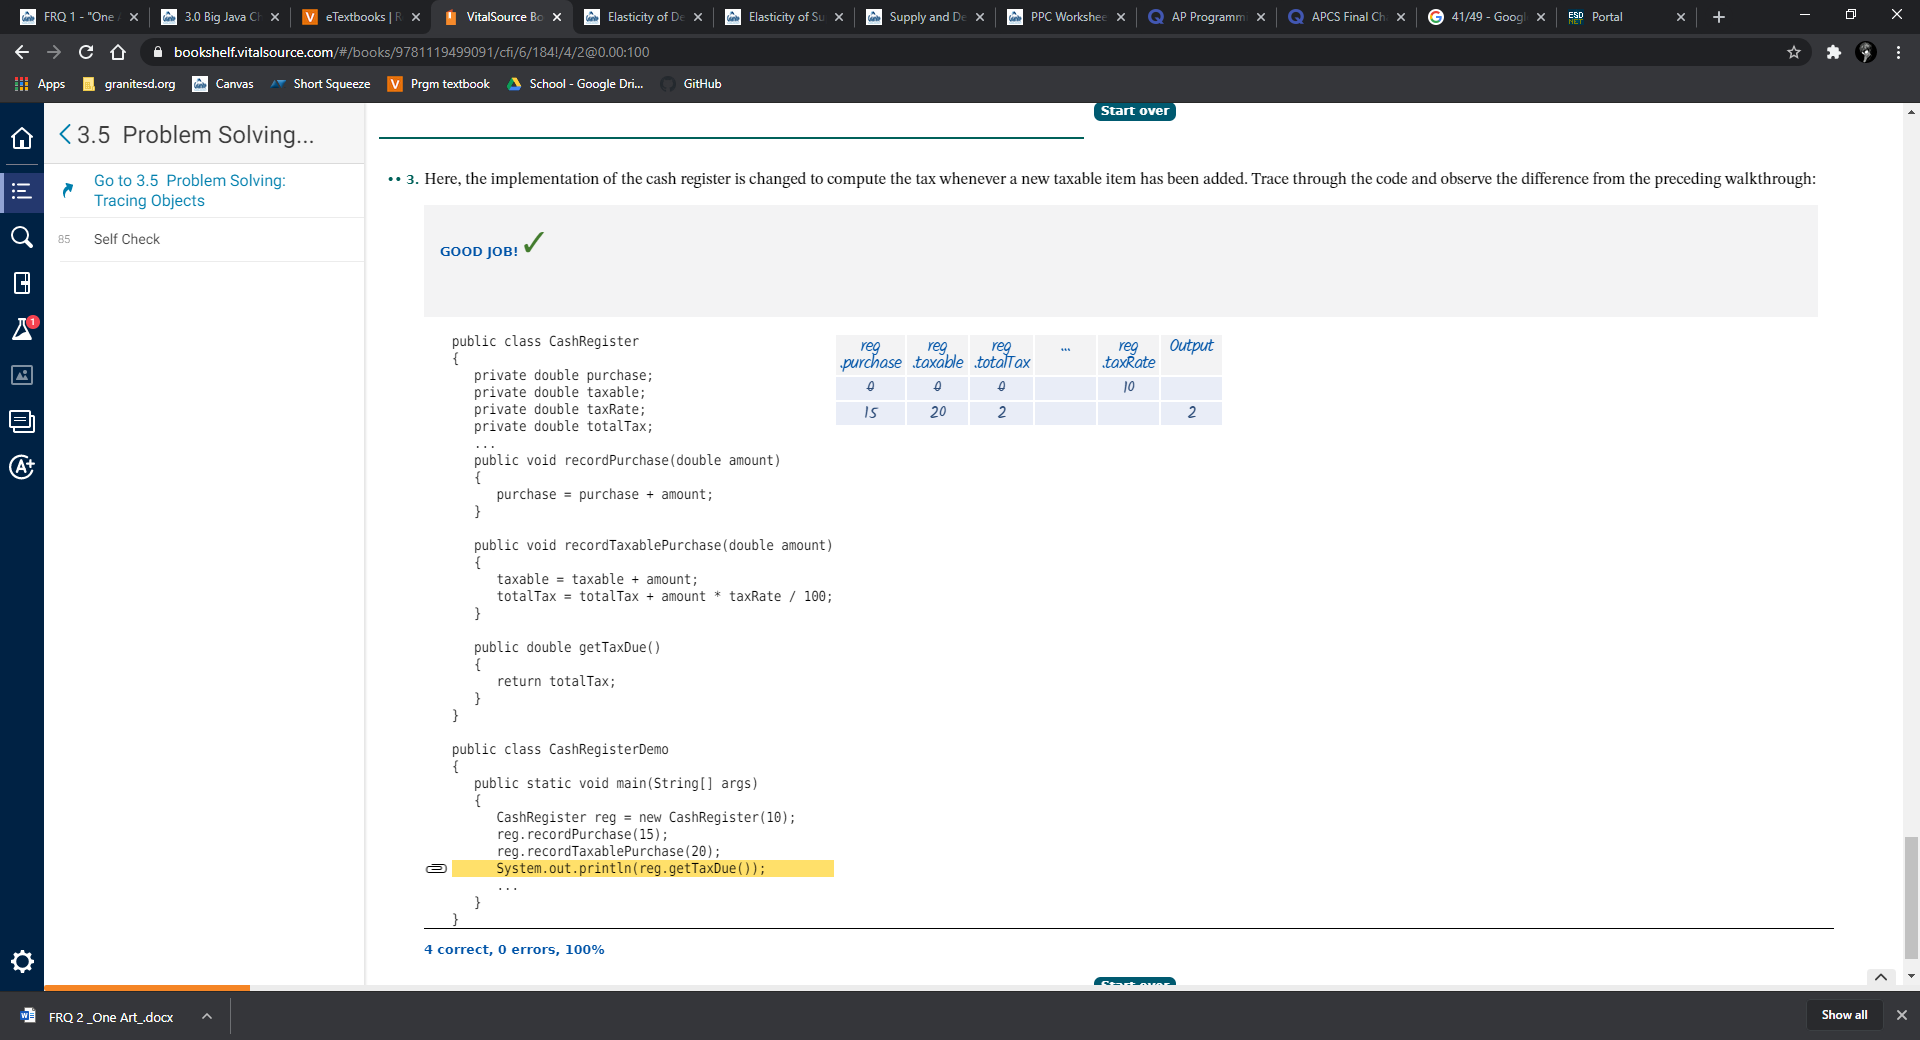 FRQ 1 - "One
3.0 Big Java Ch
eTextbooks | R
VitalSource Bo
Elasticity of De
Elasticity of Su
Supply and De
PPC Workshee
AP Programmi
APCS Final Ch
41/49 - Googl
ESD
NET
Portal
bookshelf.vitalsource.com/#/books/9781119499091/cfi/6/184!/4/2@0.00:100
Apps
granitesd.org
Canvas
Short Squeeze
Prgm textbook
School - Google Dri...
GitHub
3.5 Problem Solving...
Go to 3.5 Problem Solving:
Tracing Objects
85 Self Check
1
A+
Start over
•• 3. Here, the implementation of the cash register is changed to compute the tax whenever a new taxable item has been added. Trace through the code and observe the difference from the preceding walkthrough:
GOOD JOB! ✓
public class CashRegister
{
private double purchase;
private double taxable;
private double taxRate;
private double totalTax;
...
public void recordPurchase(double amount)
{
purchase = purchase + amount;
}
public void recordTaxablePurchase(double amount)
{
taxable = taxable + amount;
totalTax = totalTax + amount * taxRate / 100;
}
public double getTaxDue()
{
return totalTax;
}
}
public class CashRegisterDemo
{
public static void main(String[] args)
{
CashRegister reg = new CashRegister(10);
reg.recordPurchase(15);
reg.recordTaxablePurchase(20);
System.out.println(reg.getTaxDue());
...
}
}
reg .purchase reg .taxable reg .totalTax ... reg .taxRate Output
0 0 0 10
15 20 2 2
4 correct, 0 errors, 100%
Start over
FRQ 2 _One Art_.docx
Show all